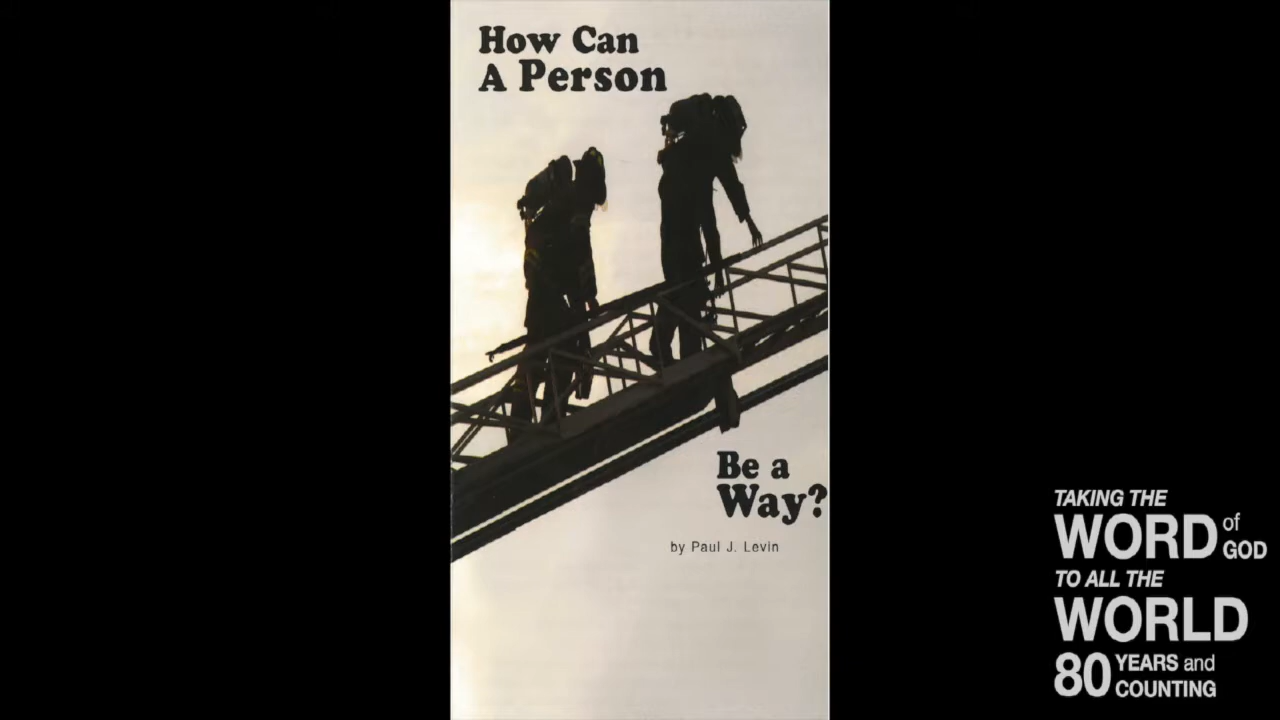 How Can
A Person
Be a
Way?
by Paul J. Levin
TAKING THE
WORD of GOD
TO ALL THE
WORLD
80 YEARS and
COUNTING